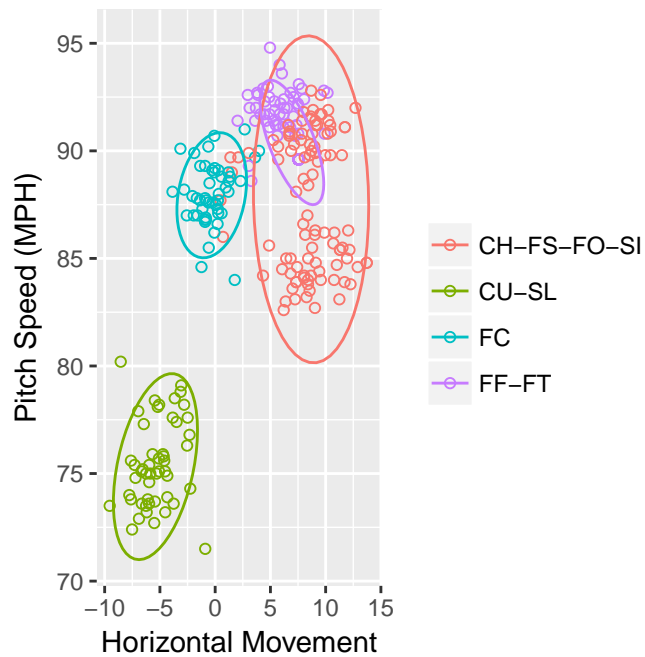 95
90
85
80
75
70
−10 −5 0 5 10 15
Pitch Speed (MPH)
Horizontal Movement
CH−FS−FO−SI
CU−SL
FC
FF−FT